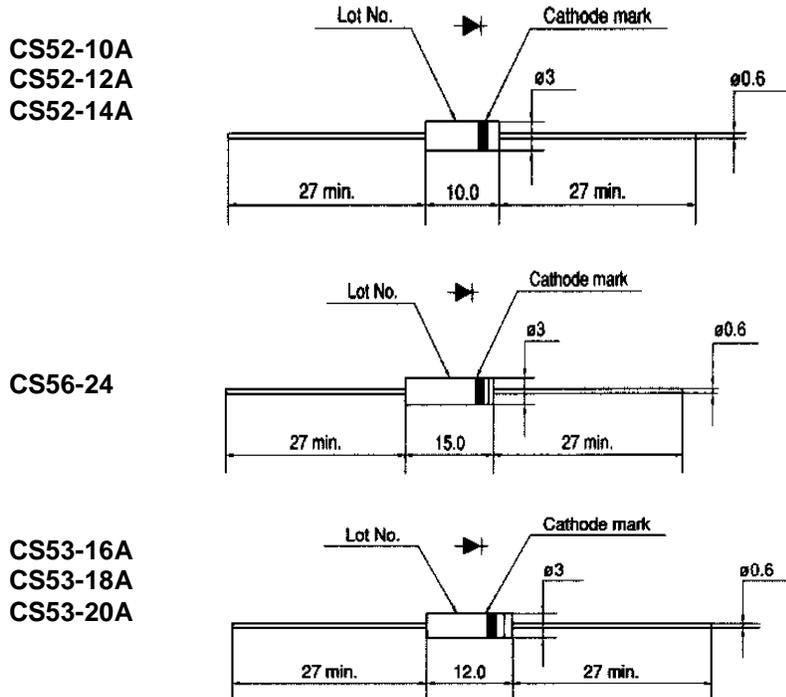 CS52-10A
CS52-12A
CS52-14A
Lot No.
Cathode mark
ø3
ø0.6
27 min.
10.0
27 min.
CS56-24
Lot No.
Cathode mark
ø3
ø0.6
27 min.
15.0
27 min.
CS53-16A
CS53-18A
CS53-20A
Lot No.
Cathode mark
ø3
ø0.6
27 min.
12.0
27 min.